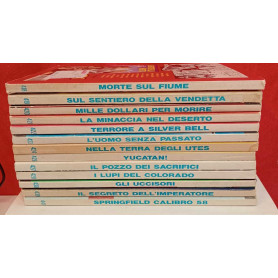 MORTE SUL FIUME
SUL SENTIERO DELLA VENDETTA
MILLE DOLLARI PER MORIRE
LA MINACCIA NEL DESERTO
TERRORE A SILVER BELL
L'UOMO SENZA PASSATO
NELLA TERRA DEGLI UTES
YUCATAN!
IL POZZO DEI SACRIFICI
I LUPI DEL COLORADO
GLI UCCISORI
IL SEGRETO DELL'IMPERATORE
SPRINGFIELD CALIBRO 58